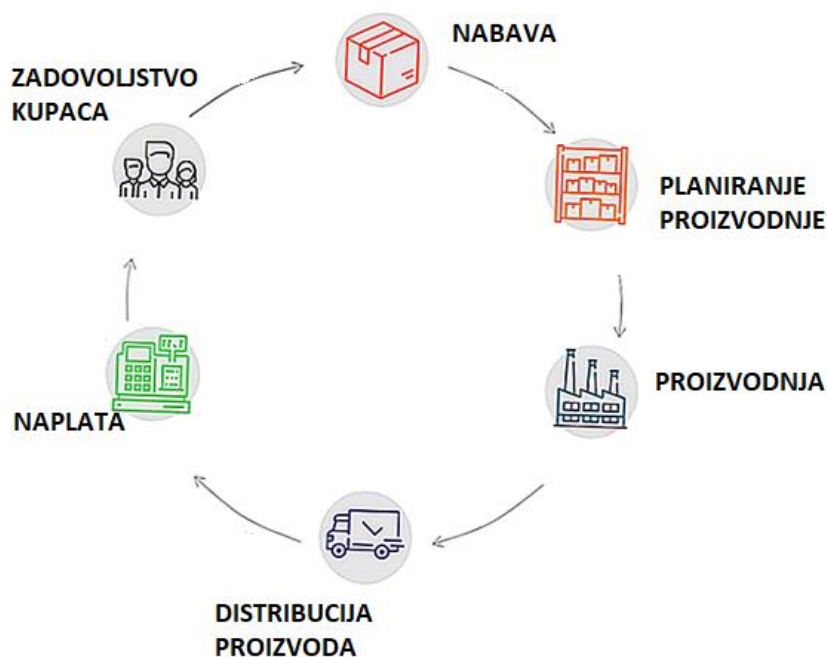 NABAVA
PLANIRANJE
PROIZVODNJE
PROIZVODNJA
DISTRIBUCIJA
PROIZVODA
NAPLATA
ZADOVOLJSTVO
KUPACA